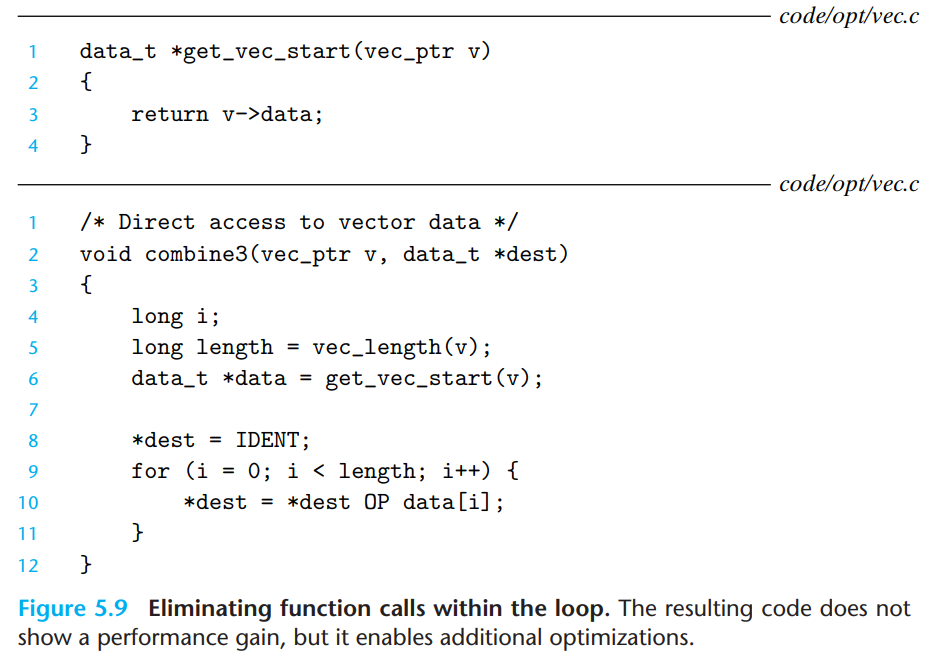 code/opt/vec.c
1 data_t *get_vec_start(vec_ptr v)
2 {
3 return v->data;
4 }
code/opt/vec.c
1 /* Direct access to vector data */
2 void combine3(vec_ptr v, data_t *dest)
3 {
4 long i;
5 long length = vec_length(v);
6 data_t *data = get_vec_start(v);
7
8 *dest = IDENT;
9 for (i = 0; i < length; i++) {
10 *dest = *dest OP data[i];
11 }
12 }
Figure 5.9 Eliminating function calls within the loop. The resulting code does not
show a performance gain, but it enables additional optimizations.